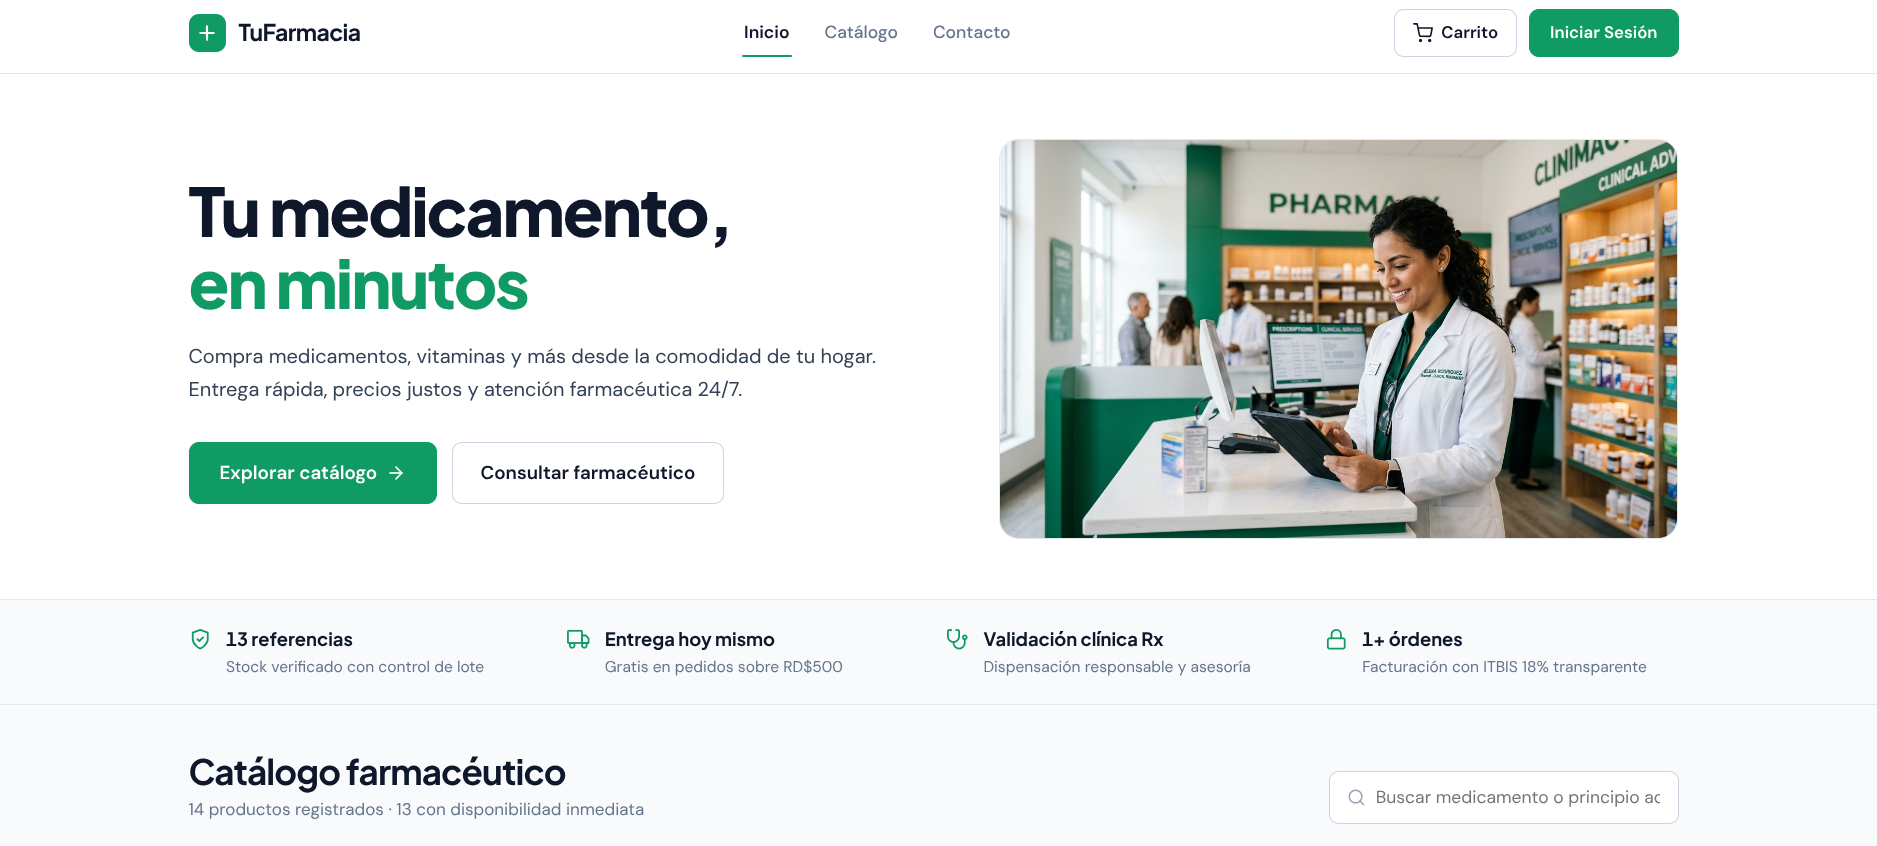 TuFarmacia
Inicio
Catálogo
Contacto
Carrito
Iniciar Sesión
Tu medicamento,
en minutos
Compra medicamentos, vitaminas y más desde la comodidad de tu hogar.
Entrega rápida, precios justos y atención farmacéutica 24/7.
Explorar catálogo
Consultar farmacéutico
CLINICAL ADV
PRESCRIPTIONS
CLINICAL SERVICES
13 referencias
Stock verificado con control de lote
Entrega hoy mismo
Gratis en pedidos sobre RD$500
Validación clínica Rx
Dispensación responsable y asesoría
1+ órdenes
Facturación con ITBIS 18% transparente
Catálogo farmacéutico
14 productos registrados · 13 con disponibilidad inmediata
Buscar medicamento o principio ac